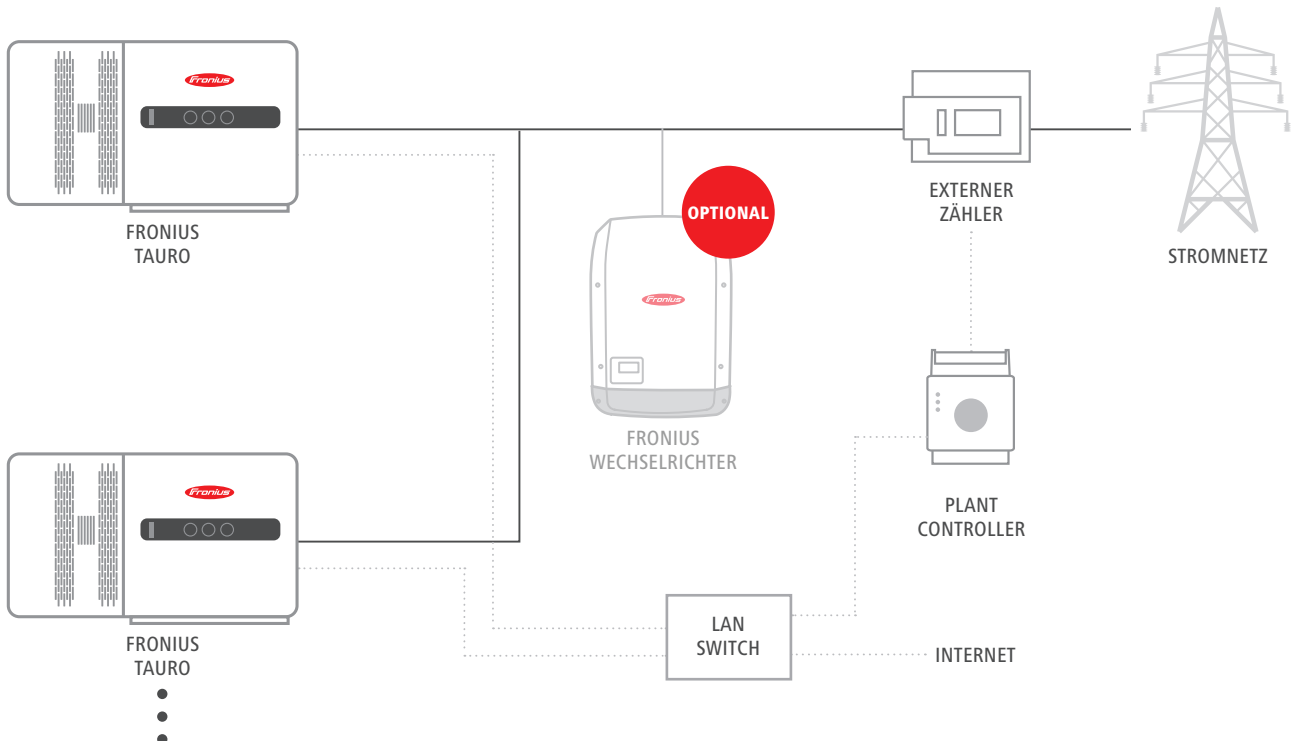 Fronius
FRONIUS
TAURO
OPTIONAL
Fronius
FRONIUS
WECHSELRICHTER
EXTERNER
ZÄHLER
STROMNETZ
PLANT
CONTROLLER
Fronius
FRONIUS
TAURO
LAN
SWITCH
INTERNET